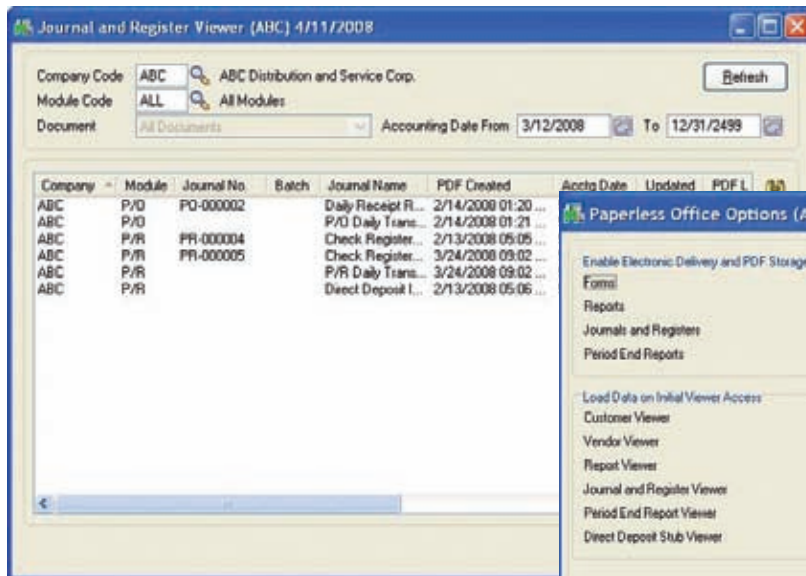 Journal and Register Viewer (ABC) 4/11/2008
Company Code ABC ABC Distribution and Service Corp. Refresh
Module Code ALL All Modules
Document All Documents Accounting Date From 3/12/2008 To 12/31/2499
Company Module Journal No. Batch Journal Name PDF Created Acctg Date Updated PDF L
ABC P/O PO-000002 Daily Receipt R... 2/14/2008 01:20 ...
ABC P/O P/O Daily Trans... 2/14/2008 01:21 ...
ABC P/R PR-000004 Check Register... 2/13/2008 05:05 ...
ABC P/R PR-000005 Check Register... 3/24/2008 09:02 ...
ABC P/R P/R Daily Trans... 3/24/2008 09:02 ...
ABC P/R Direct Deposit I... 2/13/2008 05:06 ...
Paperless Office Options (A
Enable Electronic Delivery and PDF Storage
Forms
Reports
Journals and Registers
Period End Reports
Load Data on Initial Viewer Access
Customer Viewer
Vendor Viewer
Report Viewer
Journal and Register Viewer
Period End Report Viewer
Direct Deposit Stub Viewer